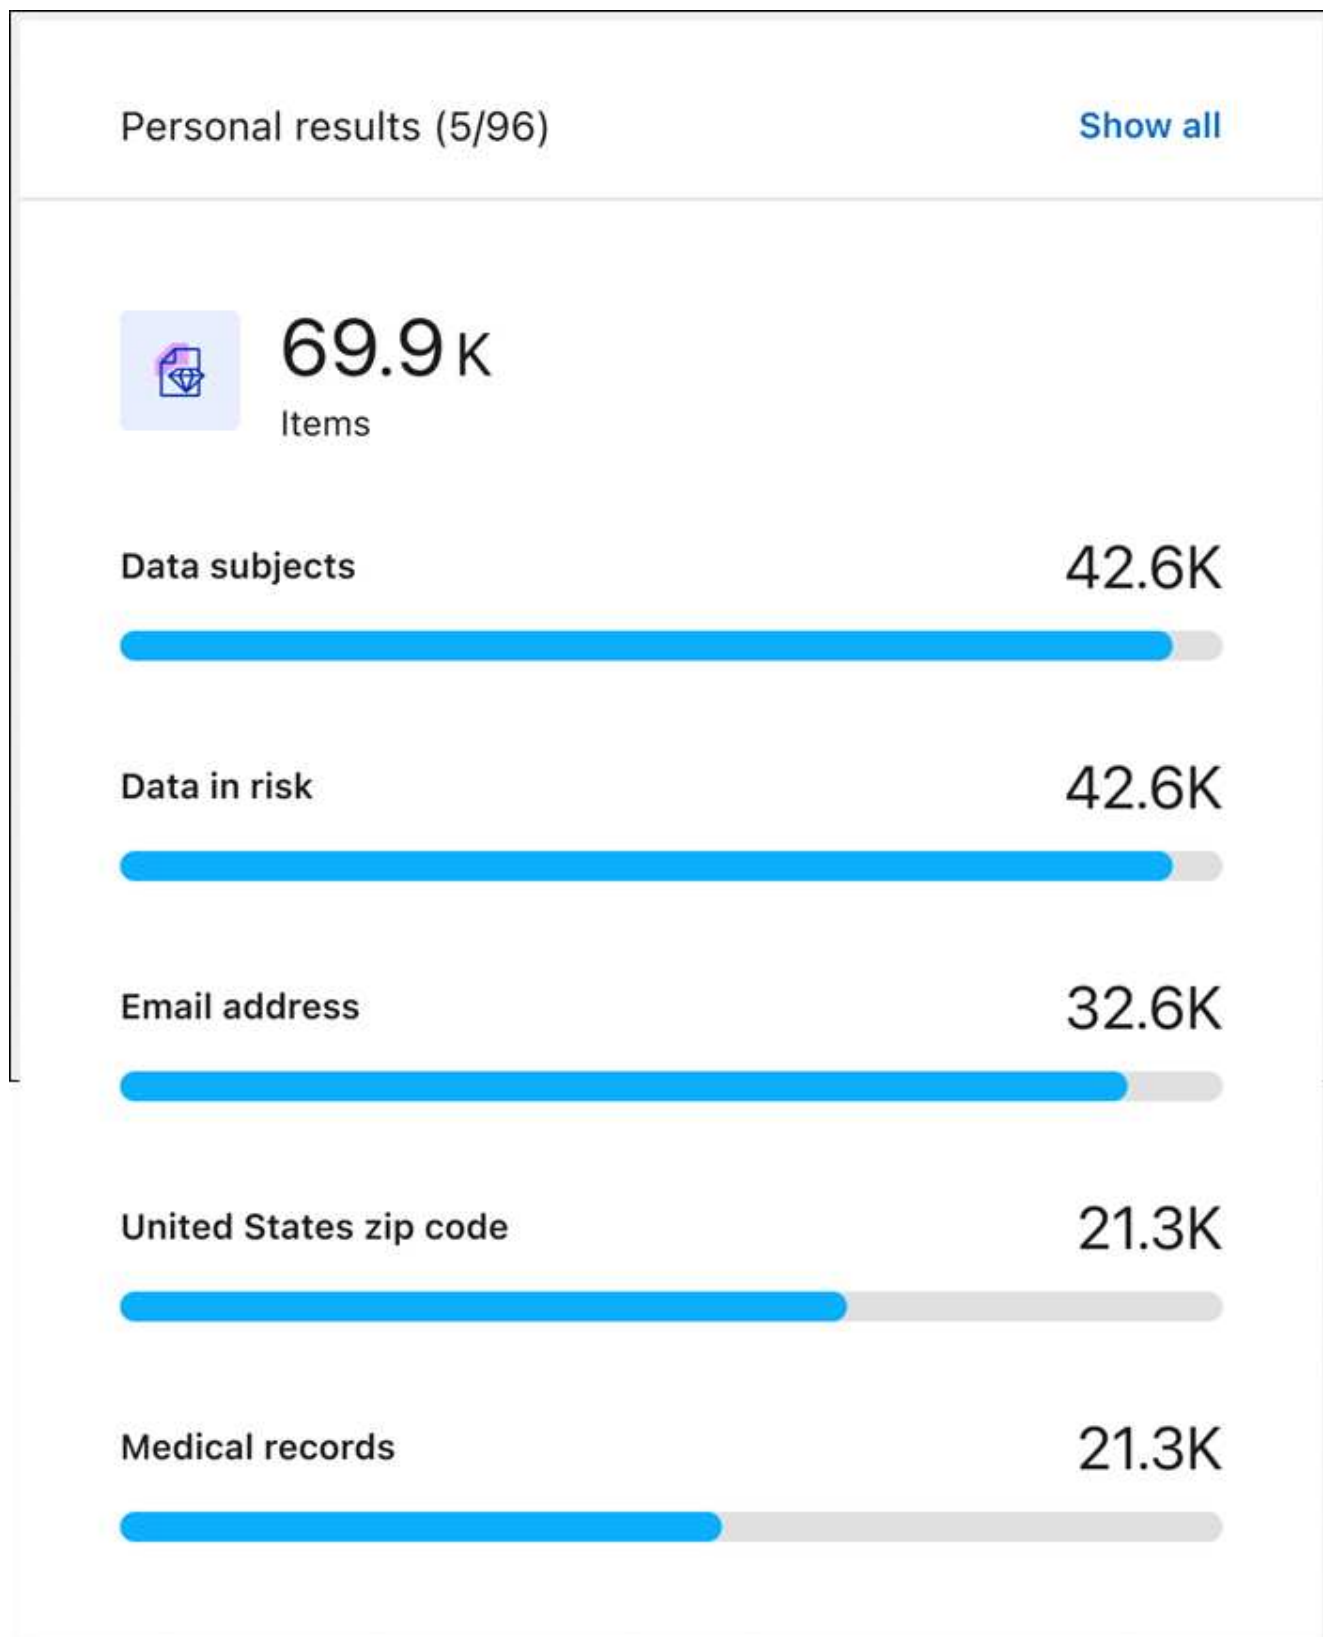 Personal results (5/96) Show all
69.9 K
Items
Data subjects 42.6K
Data in risk 42.6K
Email address 32.6K
United States zip code 21.3K
Medical records 21.3K